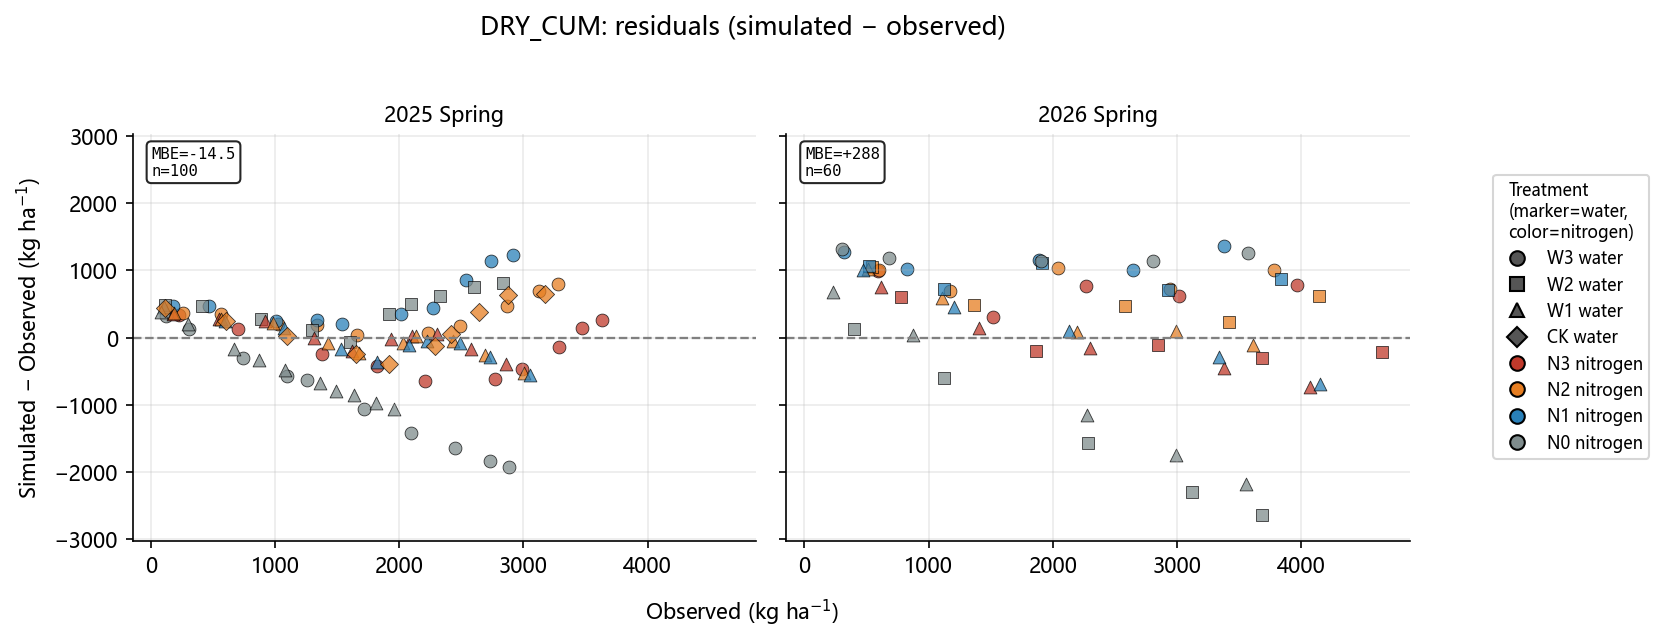 DRY_CUM: residuals (simulated − observed)
2025 Spring
2026 Spring
Simulated − Observed (kg ha⁻¹)
3000
2000
1000
0
−1000
−2000
−3000
MBE=-14.5
n=100
MBE=+288
n=60
0 1000 2000 3000 4000
0 1000 2000 3000 4000
Observed (kg ha⁻¹)
Treatment
(marker=water,
color=nitrogen)
W3 water
W2 water
W1 water
CK water
N3 nitrogen
N2 nitrogen
N1 nitrogen
N0 nitrogen